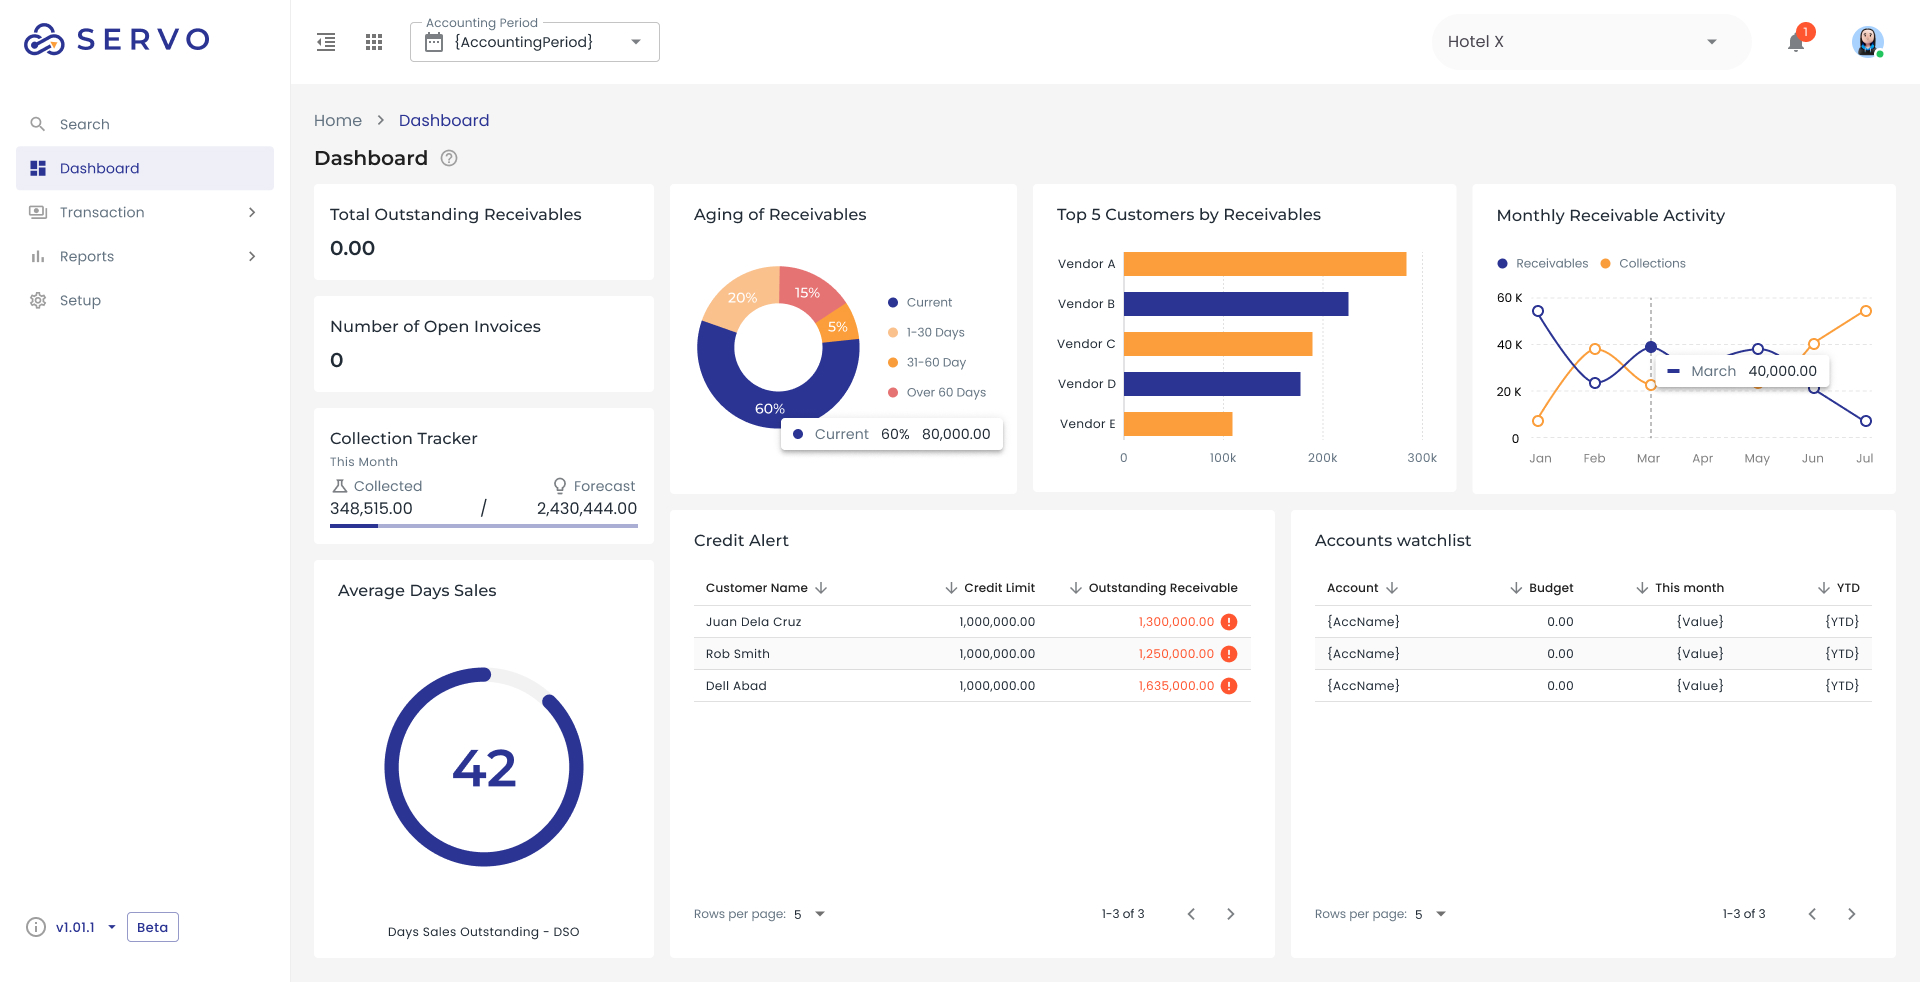 SERVO
Accounting Period
{AccountingPeriod}
Hotel X
1
Search
Dashboard
Transaction
Reports
Setup
v1.01.1
Beta
Home
Dashboard
Dashboard
Total Outstanding Receivables
0.00
Number of Open Invoices
0
Collection Tracker
This Month
Collected
Forecast
348,515.00 / 2,430,444.00
Average Days Sales
42
Days Sales Outstanding - DSO
Aging of Receivables
20%
15%
5%
60%
Current
1-30 Days
31-60 Day
Over 60 Days
Current 60% 80,000.00
Top 5 Customers by Receivables
Vendor A
Vendor B
Vendor C
Vendor D
Vendor E
0 100k 200k 300k
Monthly Receivable Activity
Receivables Collections
60 K
40 K
20 K
0
March 40,000.00
Jan Feb Mar Apr May Jun Jul
Credit Alert
Customer Name Credit Limit Outstanding Receivable
Juan Dela Cruz 1,000,000.00 1,300,000.00
Rob Smith 1,000,000.00 1,250,000.00
Dell Abad 1,000,000.00 1,635,000.00
Rows per page: 5 1-3 of 3
Accounts watchlist
Account Budget This month YTD
{AccName} 0.00 {Value} {YTD}
{AccName} 0.00 {Value} {YTD}
{AccName} 0.00 {Value} {YTD}
Rows per page: 5 1-3 of 3